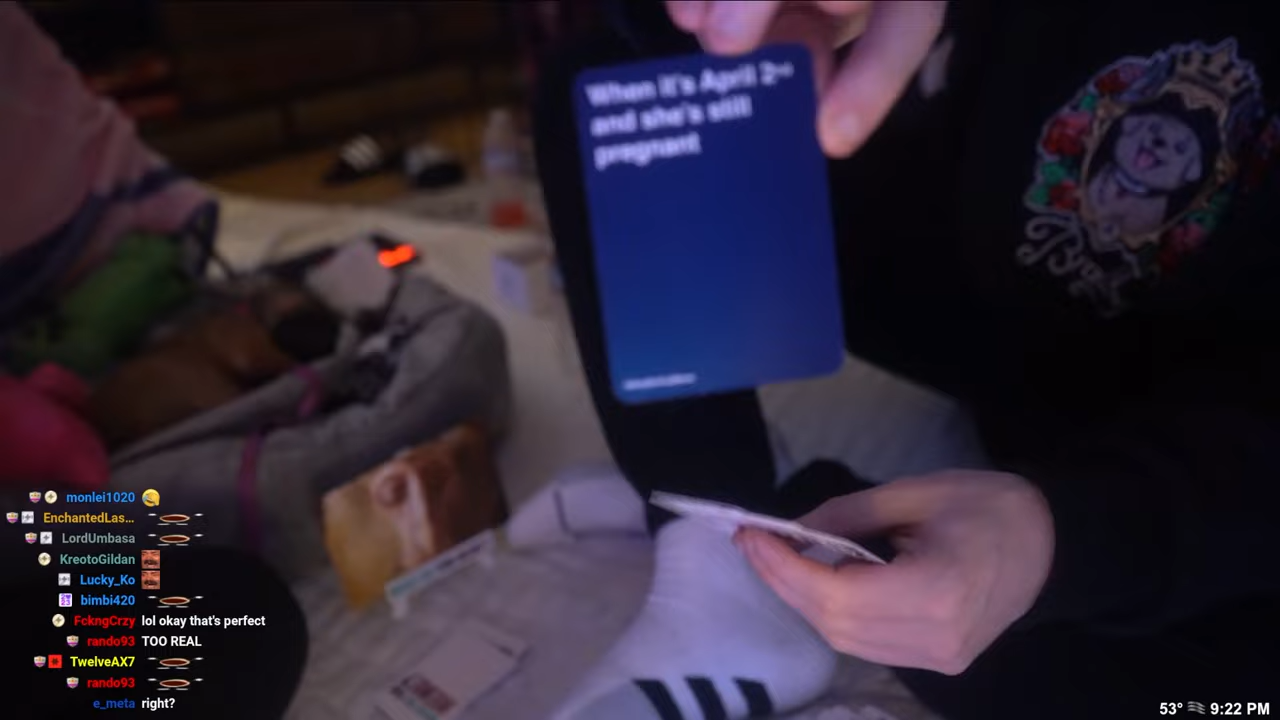 When it's April 2nd
and she's still
pregnant
monlei1020
EnchantedLas...
LordUmbasa
KreotoGildan
Lucky_Ko
bimbi420
FckngCrzy lol okay that's perfect
rando93 TOO REAL
TwelveAX7
rando93
e_meta right?
53° 9:22 PM